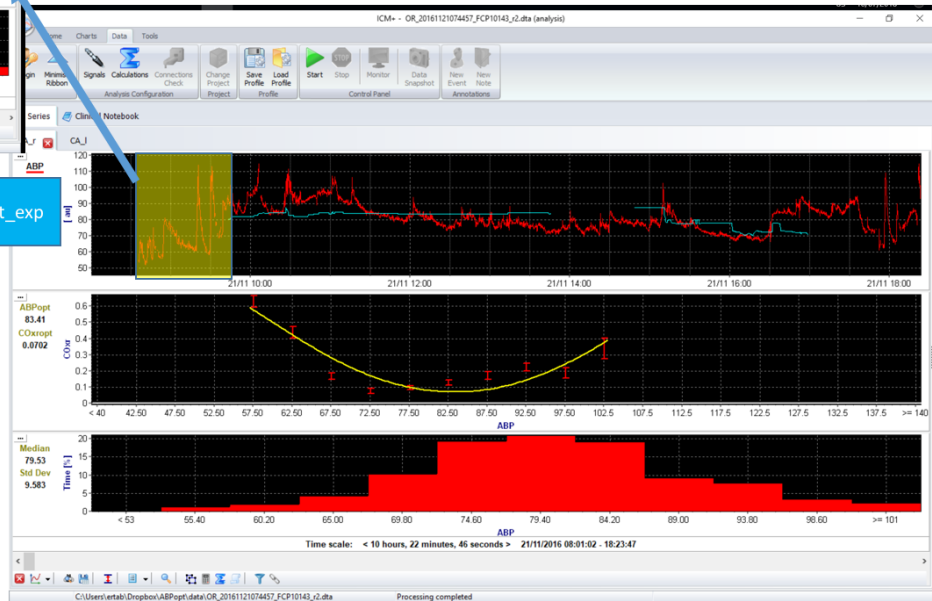 ICM+ - OR_20161121074457_FCP10143_r2.dta (analysis)
Charts Data Tools
Minimis Ribbon
Signals Calculations Connections Check
Change Project
Save Profile Load Profile
Start Stop Monitor Data Snapshot
New Event New Note
Analysis Configuration Project Profile Control Panel Annotations
Series Clinical Notebook
CA_l
ABP
[ au]
120
100
90
80
70
60
50
21/11 10:00 21/11 12:00 21/11 14:00 21/11 16:00 21/11 18:00
t_exp
ABPopt
83.41
COxropt
0.0702
COxr
0.6
0.5
0.4
0.3
0.2
0.1
0
< 40 42.50 47.50 52.50 57.50 62.50 67.50 72.50 77.50 82.50 87.50 92.50 97.50 102.5 107.5 112.5 117.5 122.5 127.5 132.5 137.5 >= 140
ABP
Median
79.53
Std Dev
9.583
Time [%]
20
15
10
5
0
< 53 55.40 60.20 65.00 69.80 74.60 79.40 84.20 89.00 93.80 98.60 >= 101
ABP
Time scale: < 10 hours, 22 minutes, 46 seconds > 21/11/2016 08:01:02 - 18:23:47
C:\Users\ertab\Dropbox\ABPopt\data\OR_20161121074457_FCP10143_r2.dta Processing completed